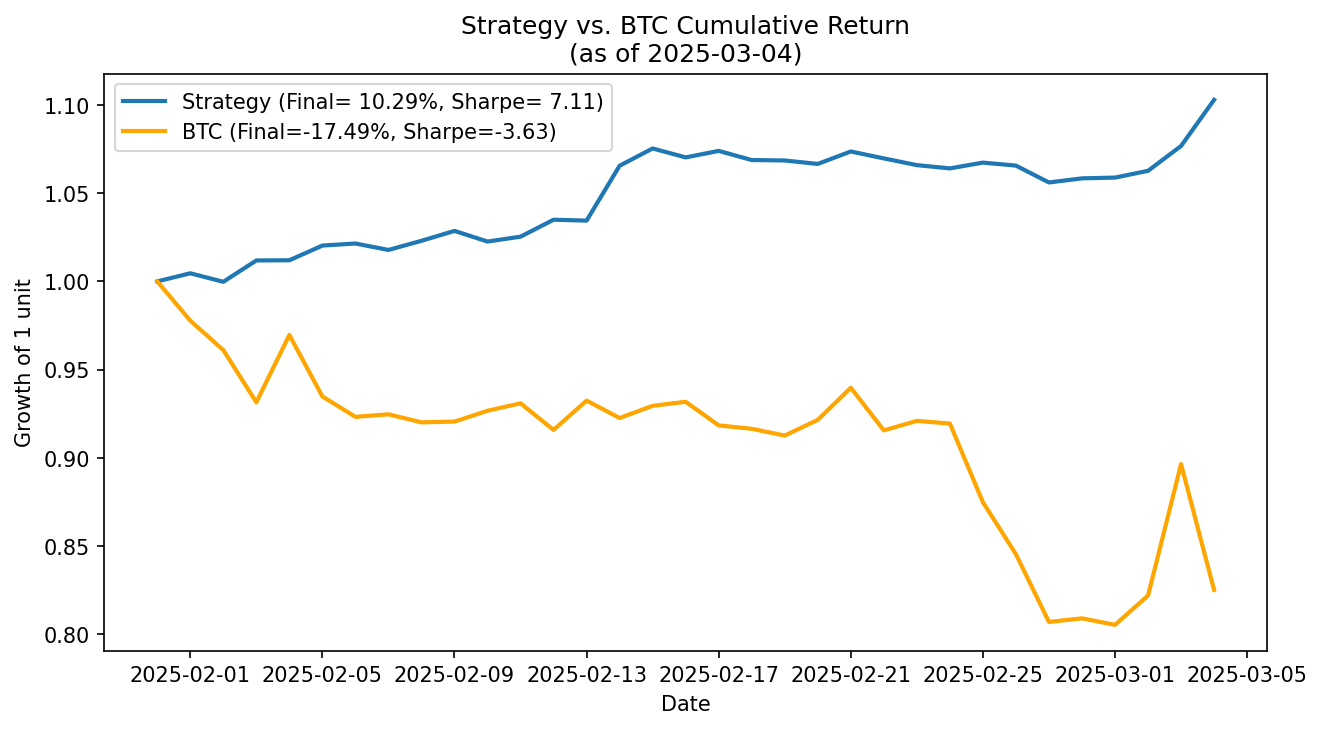 Strategy vs. BTC Cumulative Return
(as of 2025-03-04)
Strategy (Final= 10.29%, Sharpe= 7.11)
BTC (Final=-17.49%, Sharpe=-3.63)
Growth of 1 unit
1.10
1.05
1.00
0.95
0.90
0.85
0.80
2025-02-01 2025-02-05 2025-02-09 2025-02-13 2025-02-17 2025-02-21 2025-02-25 2025-03-01 2025-03-05
Date